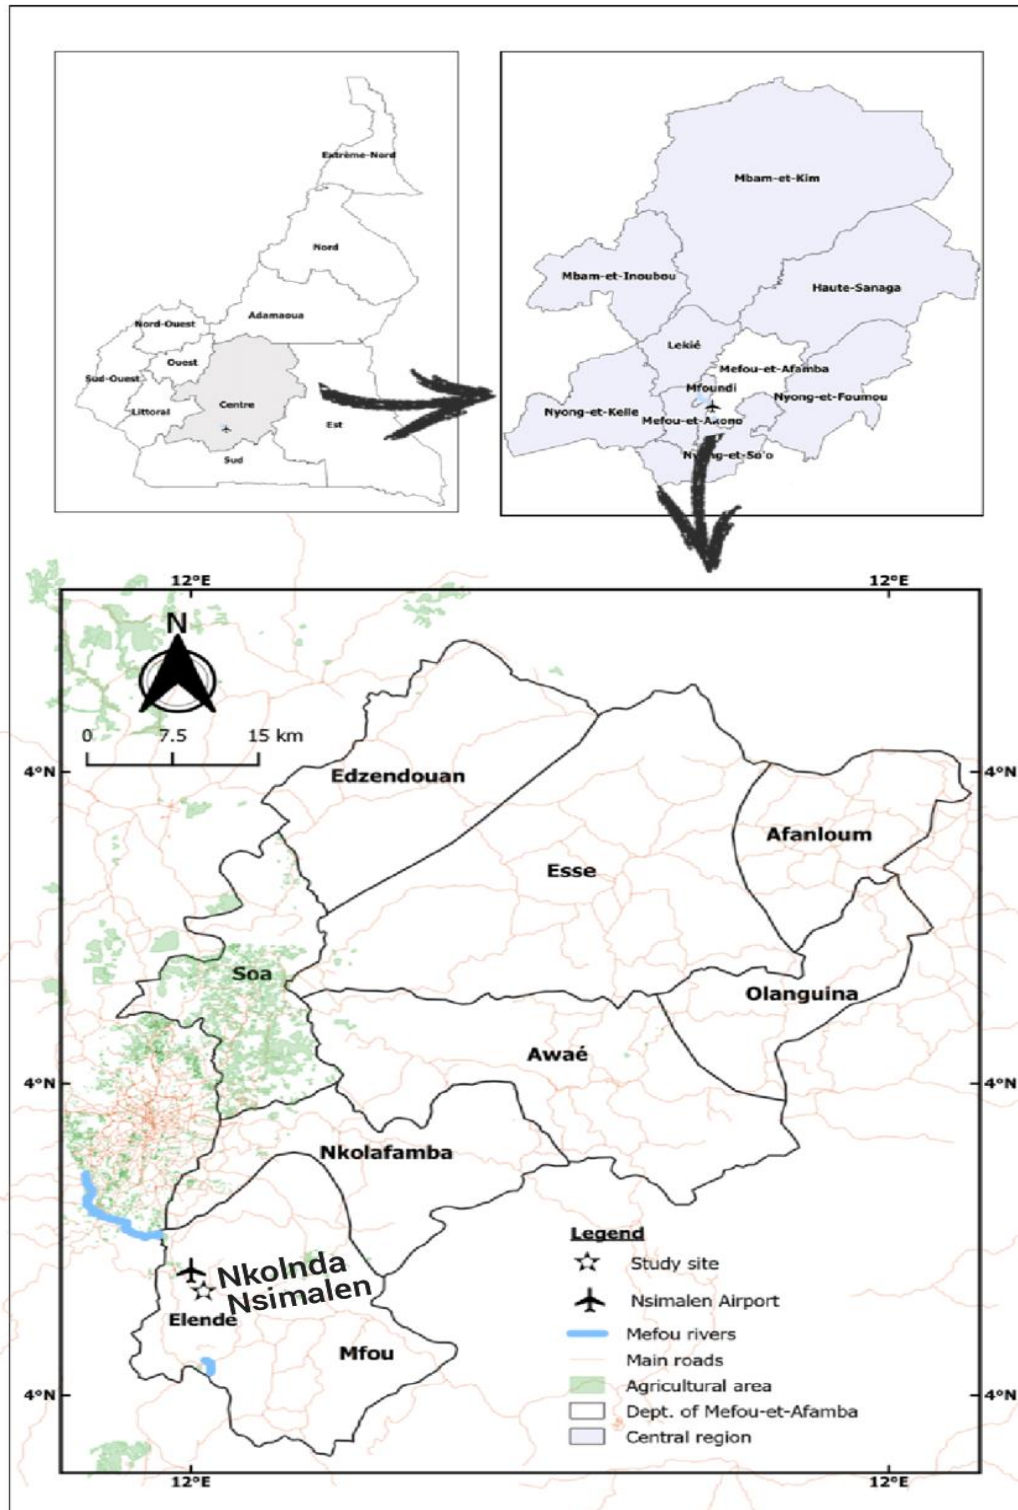 Extrème-Nord
Nord
Adamaoua
Nord-Ouest
Ouest
Sud-Ouest
Littoral
Centre
Est
Sud
Mbam-et-Kim
Mbam-et-Inoubou
Haute-Sanaga
Lekié
Mefou-et-Afamba
Mfoundi
Nyong-et-Foumou
Nyong-et-Kelle
Mefou-et-Akono
Nyong-et-So'o
12°E
12°E
N
0 7.5 15 km
4°N
4°N
Edzendouan
Afanloum
Esse
Soa
Olanguina
Awaé
4°N
4°N
Nkolafamba
Nkolnda
Nsimalen
Elende
Mfou
Legend
Study site
Nsimalen Airport
Mefou rivers
Main roads
Agricultural area
Dept. of Mefou-et-Afamba
Central region
4°N
4°N
12°E
12°E